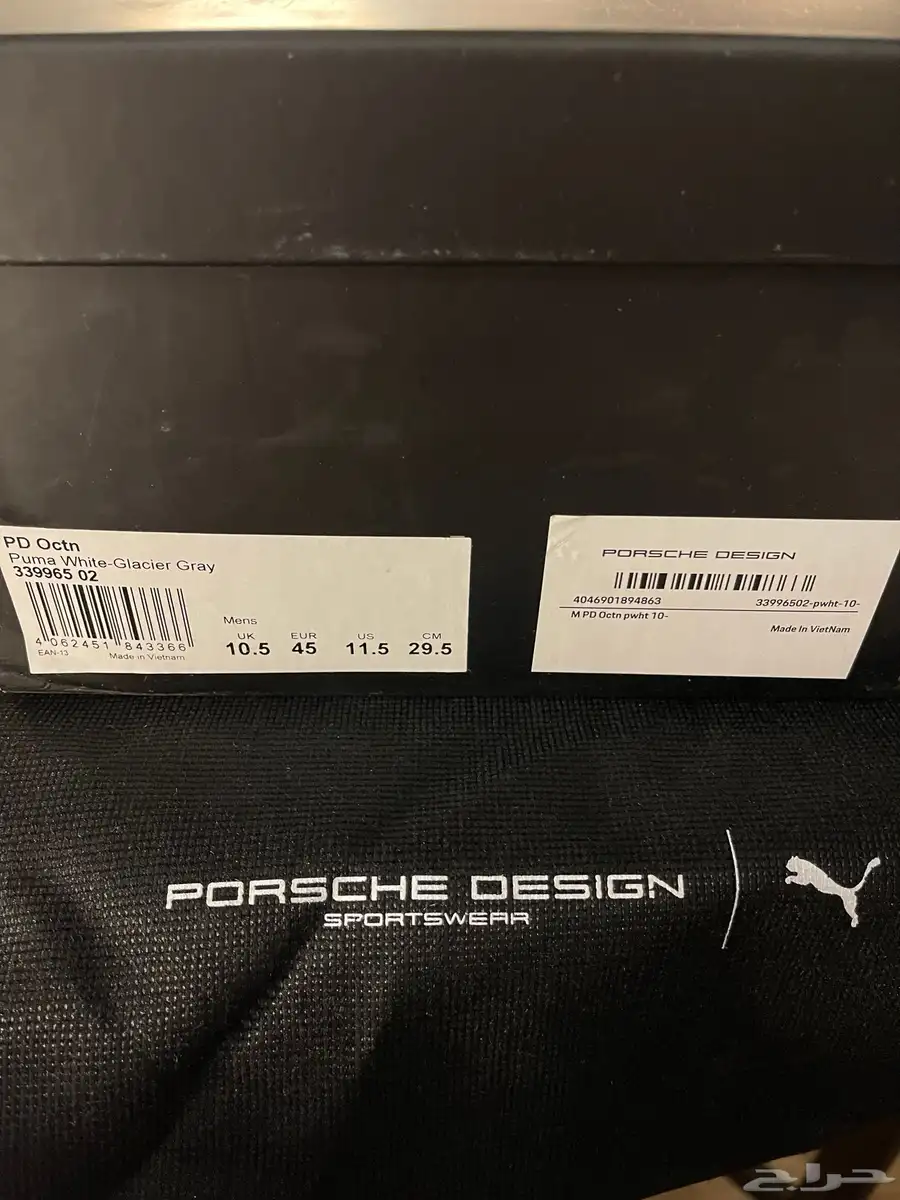 PD Octn
Puma White-Glacier Gray
339965 02
4 062451 843366
EAN-13
Made in Vietnam
Mens
UK EUR US CM
10.5 45 11.5 29.5
PORSCHE DESIGN
4046901894863 33996502-pwht-10-
M PD Octn pwht 10-
Made In VietNam
PORSCHE DESIGN
SPORTSWEAR
حراج